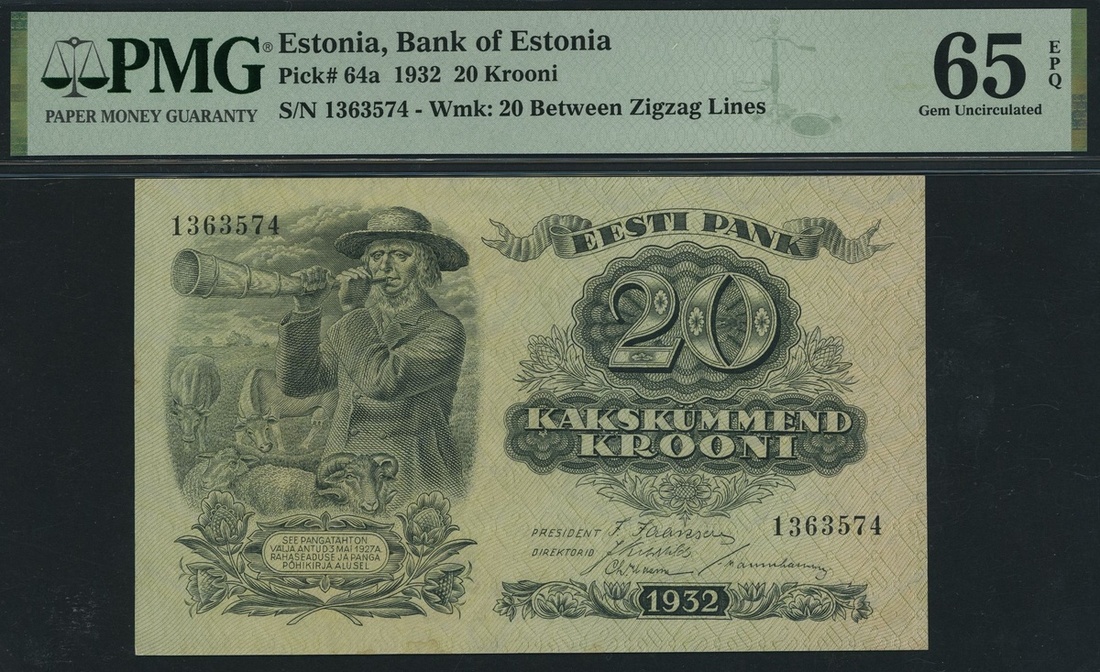 PMG®
PAPER MONEY GUARANTY
Estonia, Bank of Estonia
Pick# 64a 1932 20 Krooni
S/N 1363574 - Wmk: 20 Between Zigzag Lines
65 EPQ
Gem Uncirculated
1363574
EESTI PANK
20
KAKSKÜMMEND
KROONI
SEE PANGATÄHT ON
VÄLJA ANTUD 3 MAI 1927 A.
RAHASEADUSE JA PANGA
PÕHIKIRJA ALUSEL
PRESIDENT
DIREKTORID
1363574
1932